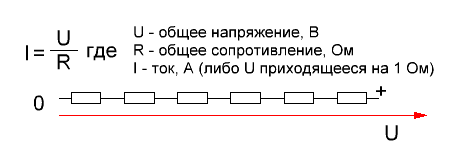 U - общее напряжение, В
I = U/R где R - общее сопротивление, Ом
I - ток, А (либо U приходящееся на 1 Ом)
0 +
U